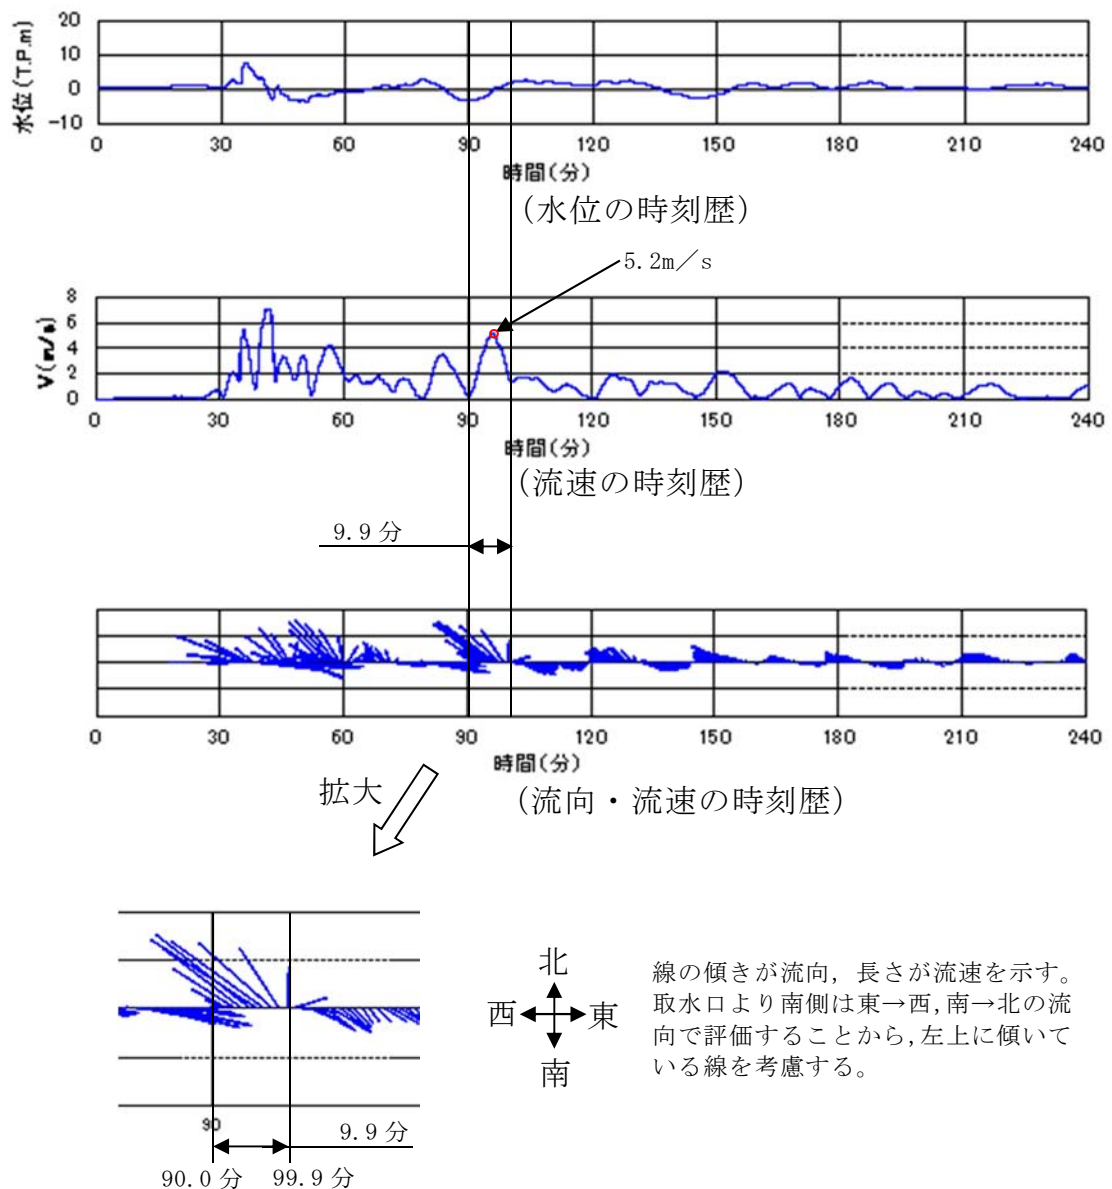 水位(T.P.m)
20
10
0
-10
0 30 60 90 120 150 180 210 240
時間(分)
(水位の時刻歴)
5.2m/s
V(m/s)
8
6
4
2
0
0 30 60 90 120 150 180 210 240
時間(分)
(流速の時刻歴)
9.9分
0 30 60 90 120 150 180 210 240
時間(分)
拡大
(流向・流速の時刻歴)
北
西 東
南
線の傾きが流向，長さが流速を示す。
取水口より南側は東→西,南→北の流
向で評価することから,左上に傾いて
いる線を考慮する。
90
9.9分
90.0分 99.9分